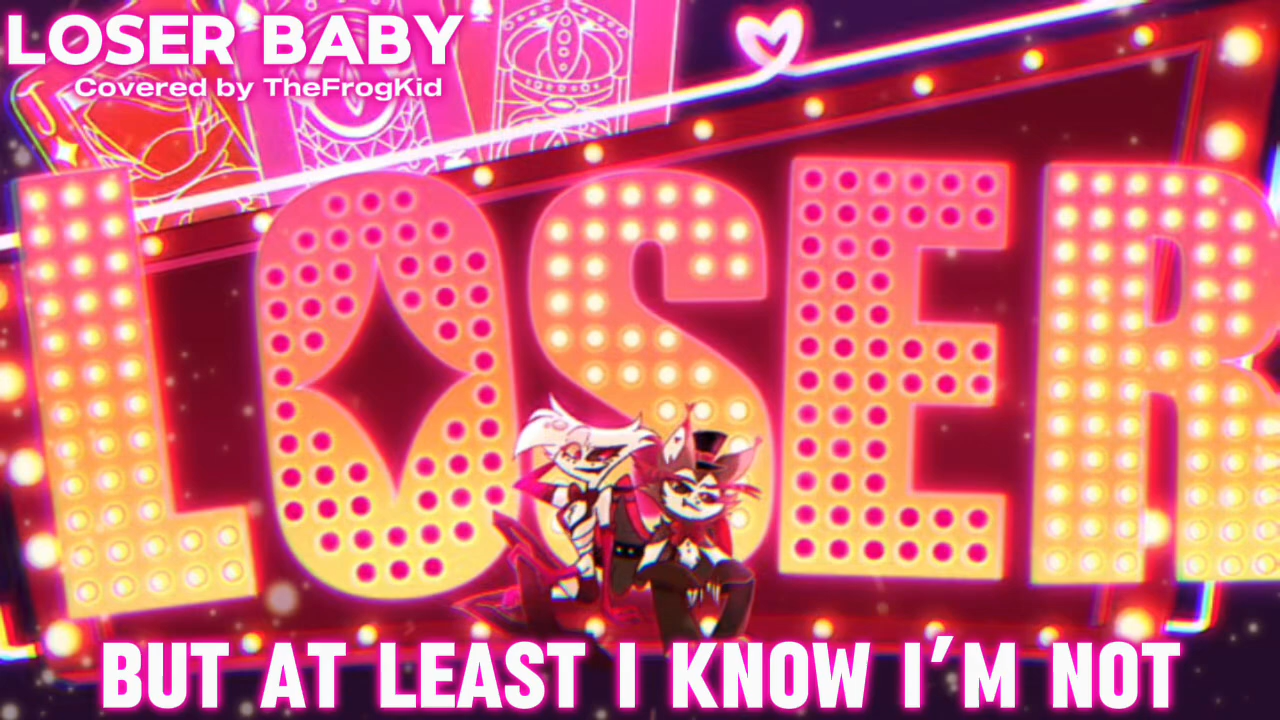 LOSER BABY
Covered by TheFrogKid
J
LOSER
BUT AT LEAST I KNOW I'M NOT